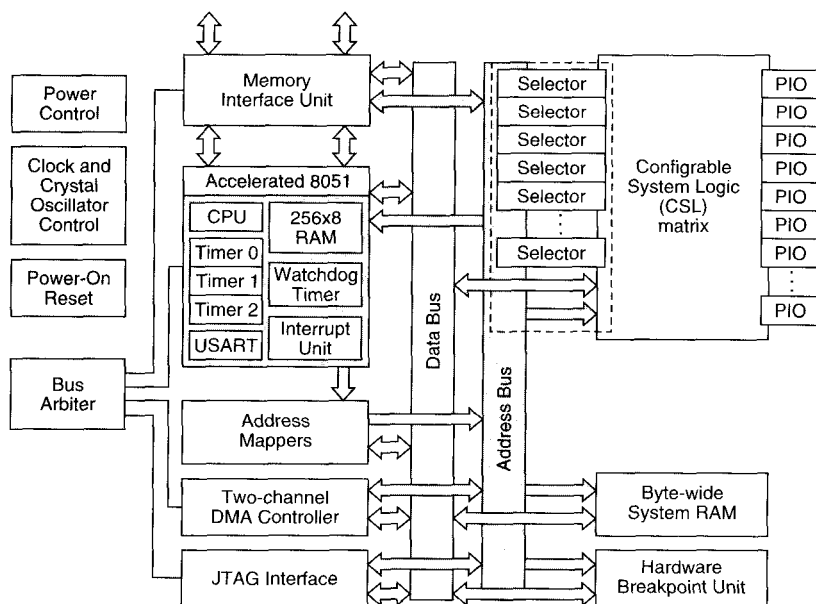 Power
Control
Clock and
Crystal
Oscillator
Control
Power-On
Reset
Bus
Arbiter
Memory
Interface Unit
Accelerated 8051
CPU
Timer 0
Timer 1
Timer 2
USART
256x8
RAM
Watchdog
Timer
Interrupt
Unit
Address
Mappers
Two-channel
DMA Controller
JTAG Interface
Data Bus
Address Bus
Selector
Selector
Selector
Selector
Selector
Selector
Configrable
System Logic
(CSL)
matrix
PIO
PIO
PIO
PIO
PIO
PIO
PIO
PIO
Byte-wide
System RAM
Hardware
Breakpoint Unit